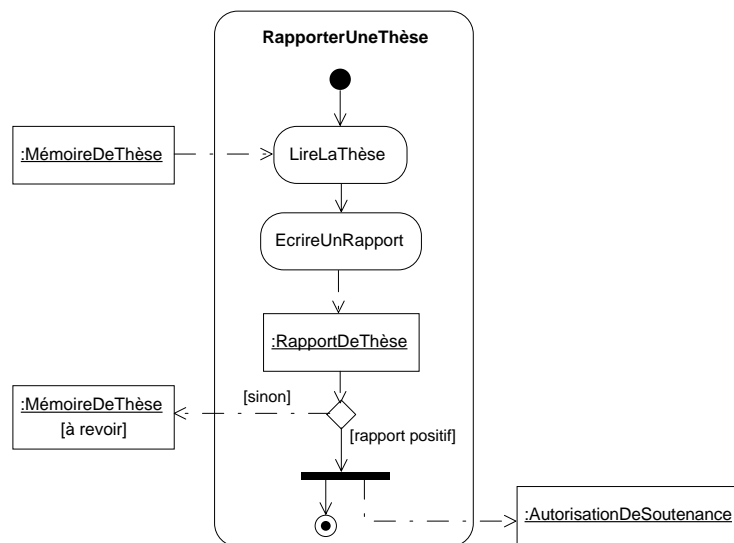 RapporterUneThèse
:MémoireDeThèse
LireLaThèse
EcrireUnRapport
:RapportDeThèse
:MémoireDeThèse
[à revoir]
[sinon]
[rapport positif]
:AutorisationDeSoutenance